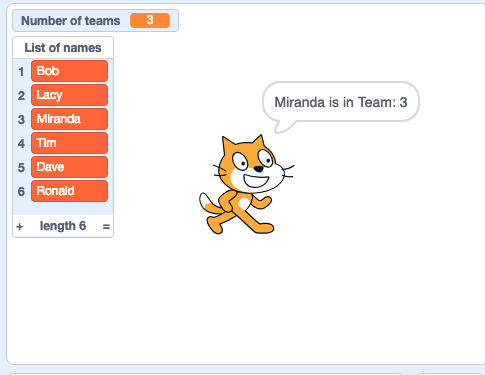 Number of teams 3
List of names
1 Bob
2 Lacy
3 Miranda
4 Tim
5 Dave
6 Ronald
+ length 6 =
Miranda is in Team: 3